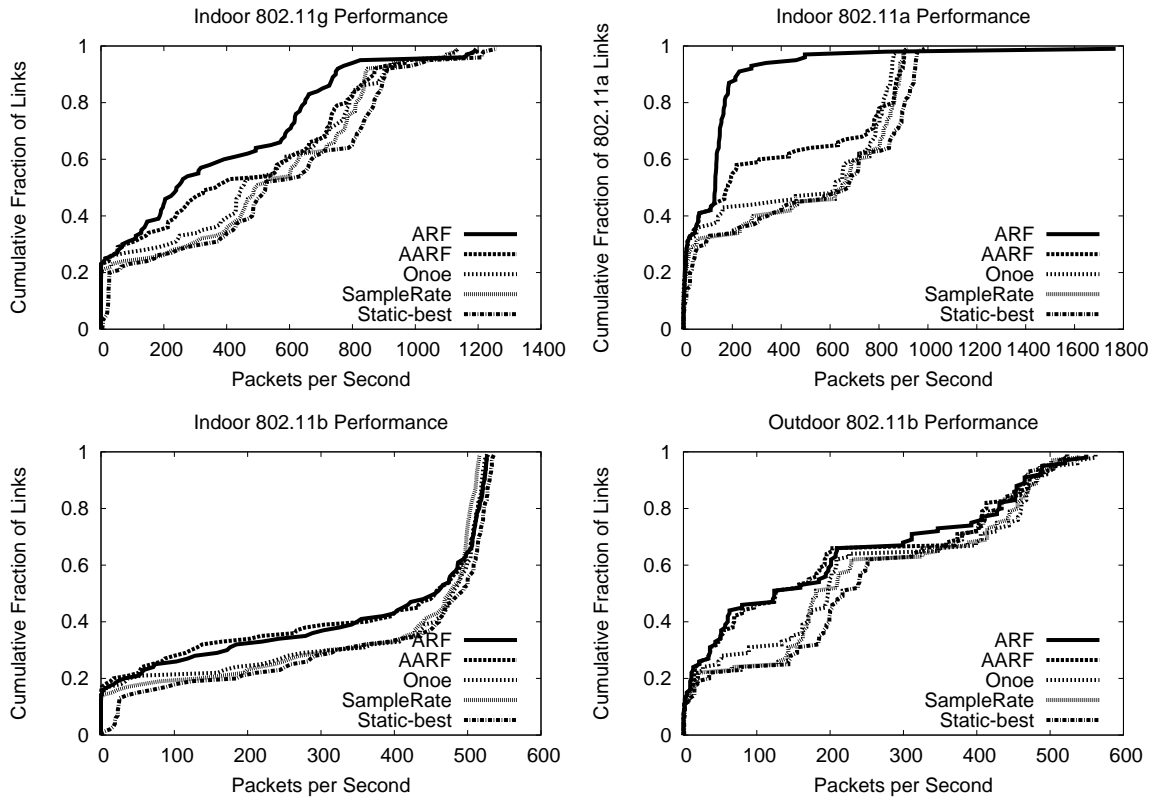 Indoor 802.11g Performance
Cumulative Fraction of Links
1
0.8
0.6
0.4
0.2
0
ARF
AARF
Onoe
SampleRate
Static-best
0 200 400 600 800 1000 1200 1400
Packets per Second
Indoor 802.11a Performance
Cumulative Fraction of 802.11a Links
1
0.8
0.6
0.4
0.2
0
ARF
AARF
Onoe
SampleRate
Static-best
0 200 400 600 800 1000 1200 1400 1600 1800
Packets per Second
Indoor 802.11b Performance
Cumulative Fraction of Links
1
0.8
0.6
0.4
0.2
0
ARF
AARF
Onoe
SampleRate
Static-best
0 100 200 300 400 500 600
Packets per Second
Outdoor 802.11b Performance
Cumulative Fraction of Links
1
0.8
0.6
0.4
0.2
0
ARF
AARF
Onoe
SampleRate
Static-best
0 100 200 300 400 500 600
Packets per Second